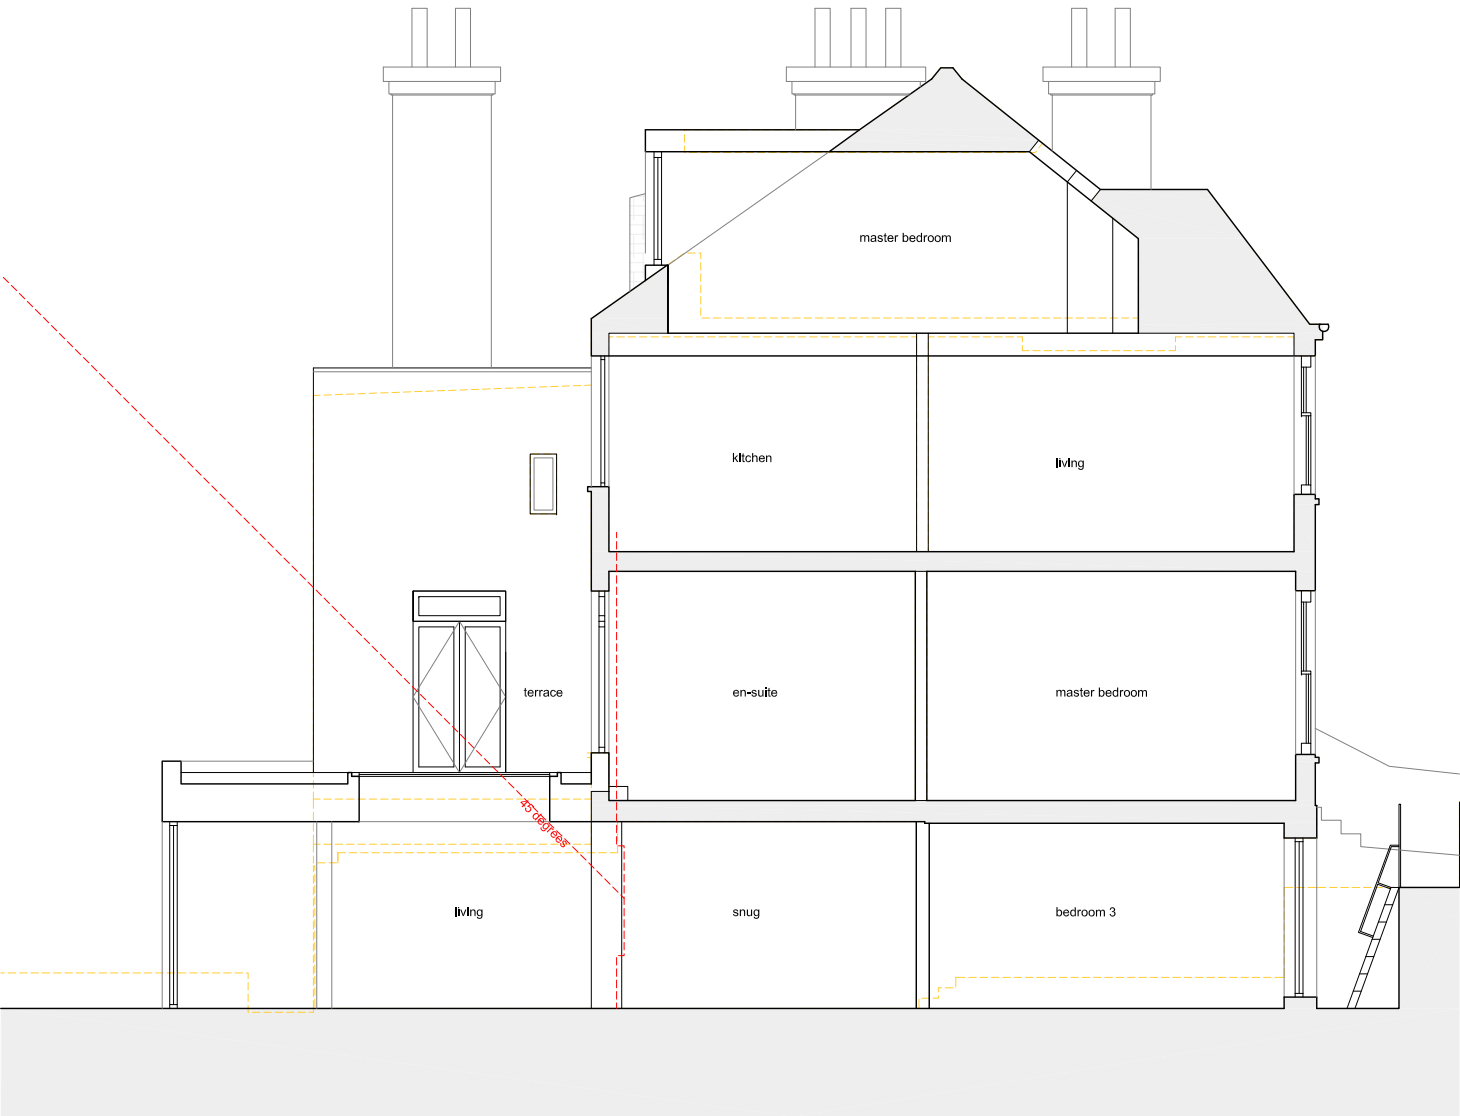 master bedroom
kitchen
living
terrace
en-suite
master bedroom
45 degrees
living
snug
bedroom 3